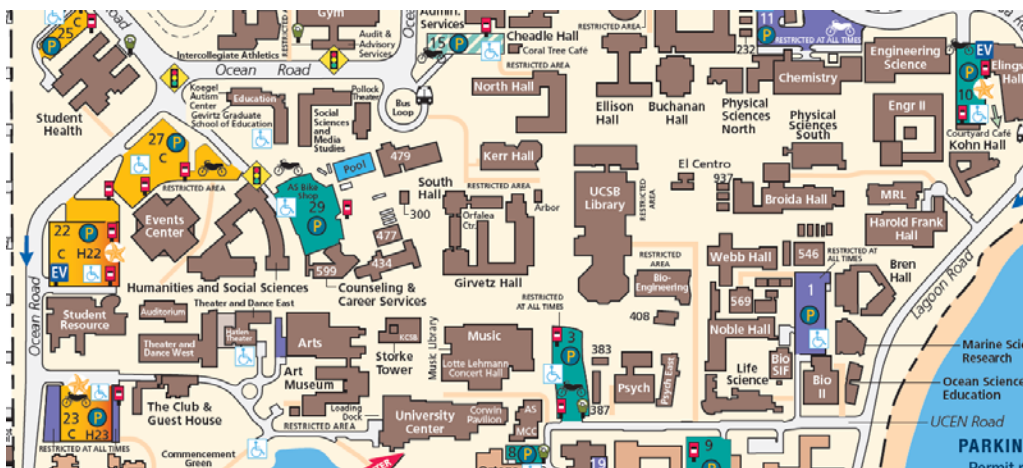 25
C
P
Road
Gym
Intercollegiate Athletics
RESTRICTED
Audit &
Advisory
Services
Admin.
Services
Cheadle Hall
15
P
Coral Tree Café
RESTRICTED AREA
RESTRICTED AREA
232
11
P
RESTRICTED AT ALL TIMES
Engineering
Science
EV
P
10
Elings
Hall
Ocean Road
Student
Health
Koegel
Autism
Center
Gevirtz Graduate
School of Education
Education
Social
Sciences
and
Media
Studies
Pollock
Theater
Bus
Loop
North Hall
Ellison
Hall
Buchanan
Hall
Physical
Sciences
North
Chemistry
Physical
Sciences
South
Engr II
Courtyard Café
Kohn Hall
27
C
P
RESTRICTED AREA
AS Bike
Shop
29
P
Pool
479
Kerr Hall
South
Hall
RESTRICTED AREA
300
Orfalea
Ctr.
Arbor
Girvetz Hall
UCSB
Library
RESTRICTED
AREA
El Centro
937
Broida Hall
MRL
Harold Frank
Hall
22
P
C
H22
EV
Events
Center
477
434
599
Humanities and Social Sciences
Counseling &
Career Services
RESTRICTED
AREA
Bio-
Engineering
408
Webb Hall
546
569
RESTRICTED AT
ALL TIMES
1
P
Bren
Hall
Lagoon Road
Ocean Road
Student
Resource
Auditorium
Theater and Dance East
Hatlen
Theater
Theater and
Dance West
Arts
Art
Museum
Storke
Tower
KCSB
Music Library
Music
Lotte Lehmann
Concert Hall
RESTRICTED
AT ALL TIMES
3
P
383
387
Psych
Psych East
Noble Hall
Life
Science
Bio
SIF
Bio
II
Marine Sci
Research
Ocean Science
Education
23
P
C
H23
RESTRICTED AT ALL TIMES
The Club &
Guest House
Loading
Dock
RESTRICTED AREA
University
Center
Corwin
Pavilion
AS
MCC
8
P
19
9
P
UCEN Road
Commencement
Green
PARKIN
Permit